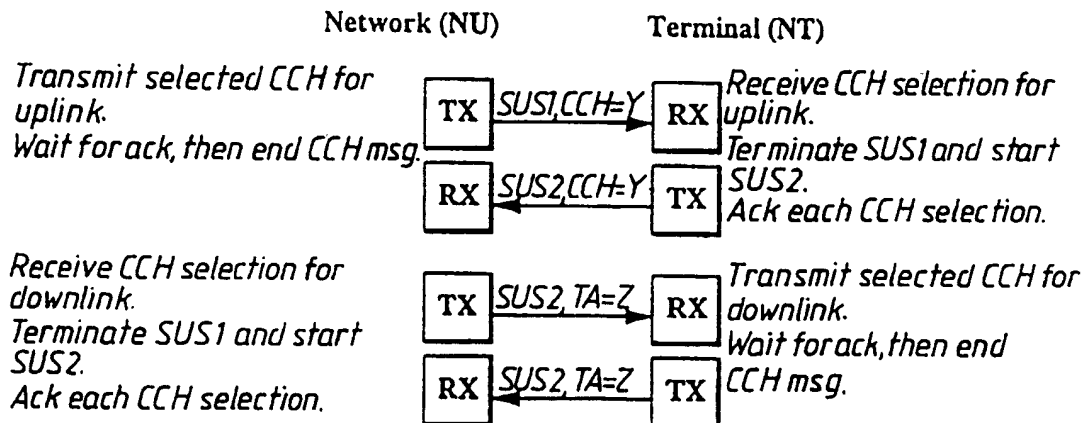 Network (NU)
Terminal (NT)
Transmit selected CCH for
uplink.
Wait for ack, then end CCH msg.
TX
SUS1, CCH=Y
RX
Receive CCH selection for
uplink.
Terminate SUS1 and start
SUS2.
Ack each CCH selection.
RX
SUS2, CCH=Y
TX
Receive CCH selection for
downlink.
Terminate SUS1 and start
SUS2.
Ack each CCH selection.
TX
SUS2, TA=Z
RX
Transmit selected CCH for
downlink.
Wait for ack, then end
CCH msg.
RX
SUS2, TA=Z
TX